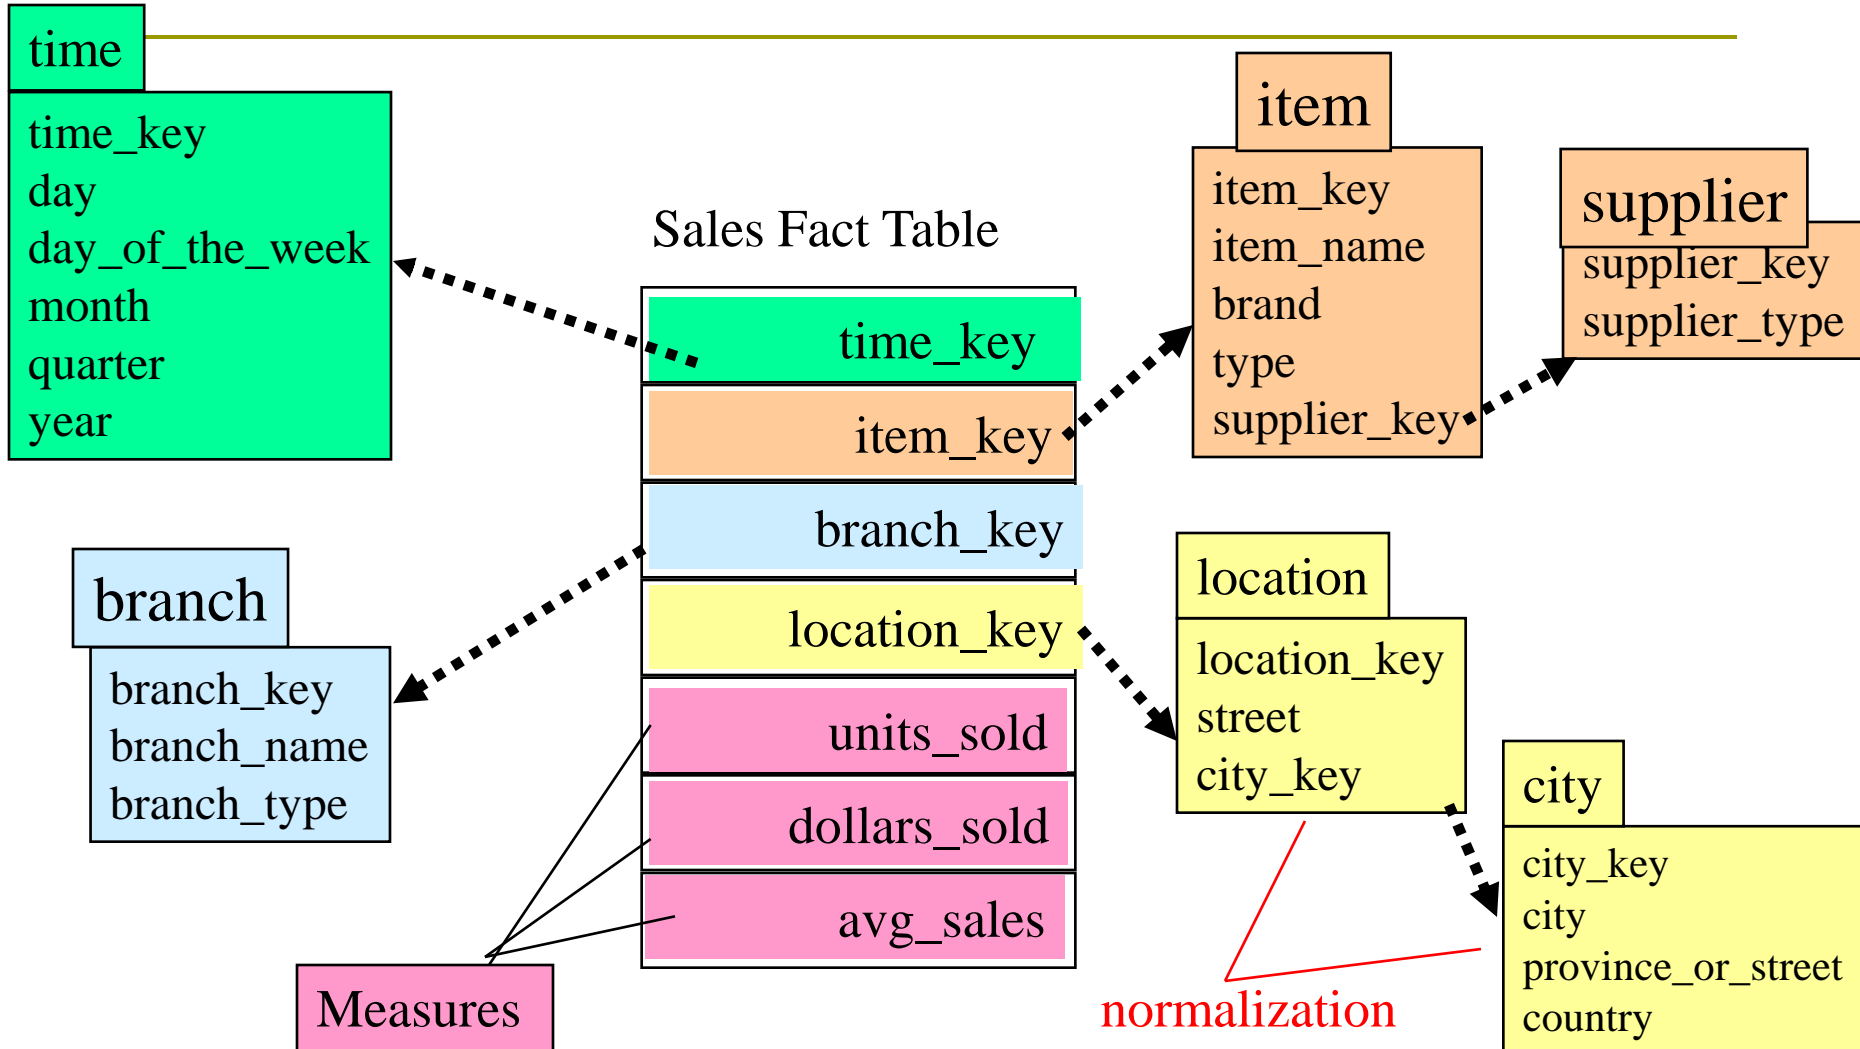 time
time_key
day
day_of_the_week
month
quarter
year
Sales Fact Table
time_key
item_key
branch_key
location_key
units_sold
dollars_sold
avg_sales
Measures
branch
branch_key
branch_name
branch_type
item
item_key
item_name
brand
type
supplier_key
supplier
supplier_key
supplier_type
location
location_key
street
city_key
city
city_key
city
province_or_street
country
normalization